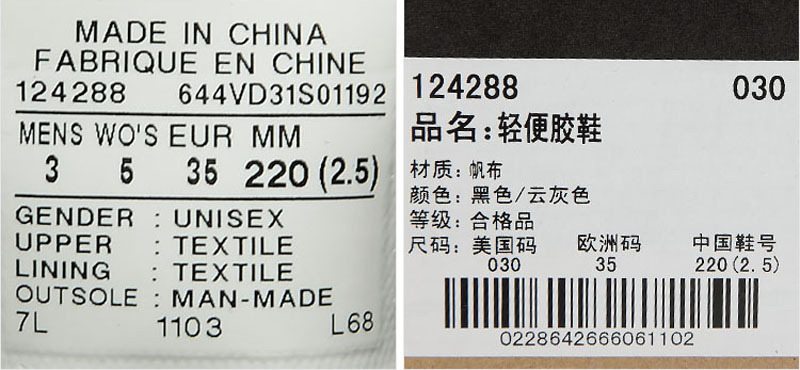 MADE IN CHINA
FABRIQUE EN CHINE
124288 644VD31S01192
MENS WO'S EUR MM
3 5 35 220 (2.5)
GENDER : UNISEX
UPPER : TEXTILE
LINING : TEXTILE
OUTSOLE : MAN-MADE
7L 1103 L68
124288 030
品名:轻便胶鞋
材质:帆布
颜色:黑色/云灰色
等级:合格品
尺码:美国码 欧洲码 中国鞋号
030 35 220(2.5)
0228642666061102